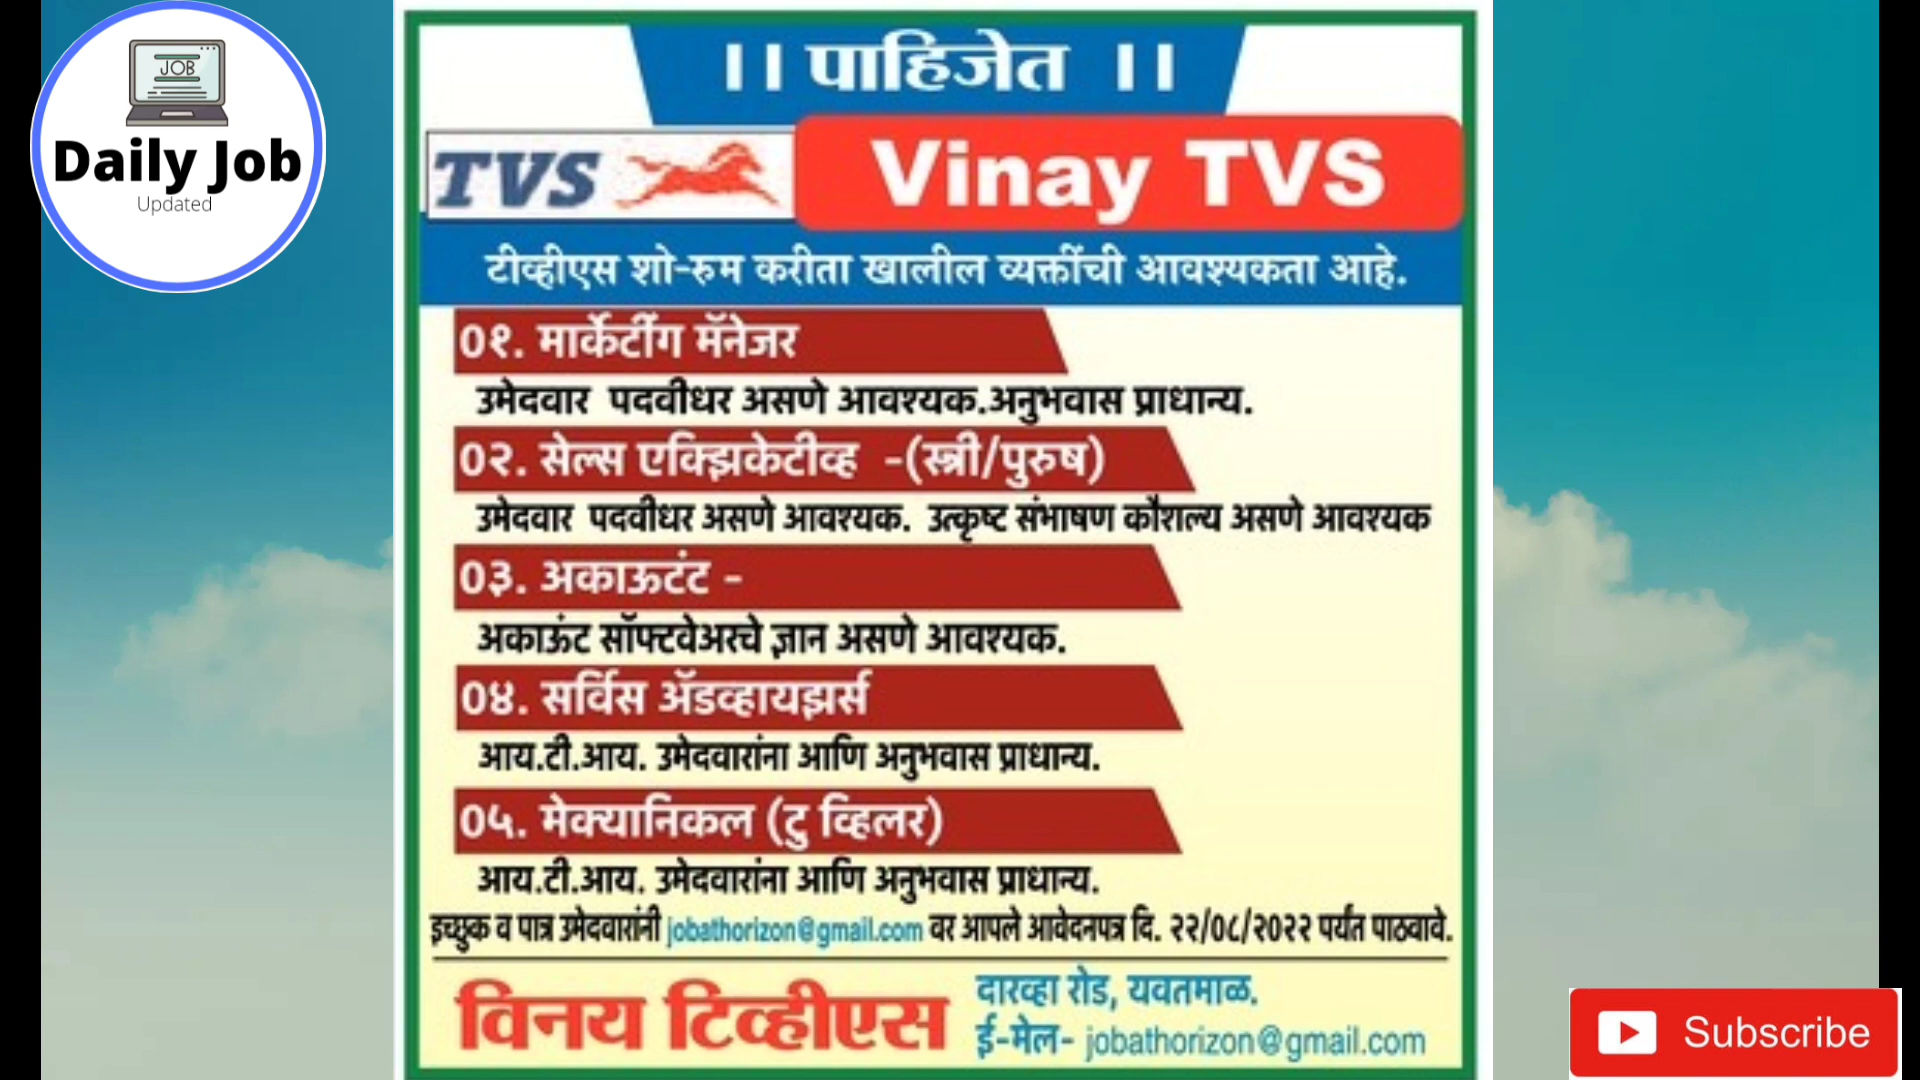 JOB
Daily Job
Updated
।। पाहिजेत ।।
TVS Vinay TVS
टीव्हीएस शो-रुम करीता खालील व्यक्तींची आवश्यकता आहे.
०१. मार्केटींग मॅनेजर
उमेदवार पदवीधर असणे आवश्यक.अनुभवास प्राधान्य.
०२. सेल्स एक्झिकेटीव्ह -(स्त्री/पुरुष)
उमेदवार पदवीधर असणे आवश्यक. उत्कृष्ट संभाषण कौशल्य असणे आवश्यक
०३. अकाऊटंट -
अकाऊंट सॉफ्टवेअरचे ज्ञान असणे आवश्यक.
०४. सर्विस ॲडव्हायझर्स
आय.टी.आय. उमेदवारांना आणि अनुभवास प्राधान्य.
०५. मेक्यानिकल (टु व्हिलर)
आय.टी.आय. उमेदवारांना आणि अनुभवास प्राधान्य.
इच्छुक व पात्र उमेदवारांनी jobathorizon@gmail.com वर आपले आवेदनपत्र दि. २२/०८/२०२२ पर्यंत पाठवावे.
विनय टिव्हीएस
दारव्हा रोड, यवतमाळ.
ई-मेल- jobathorizon@gmail.com
Subscribe